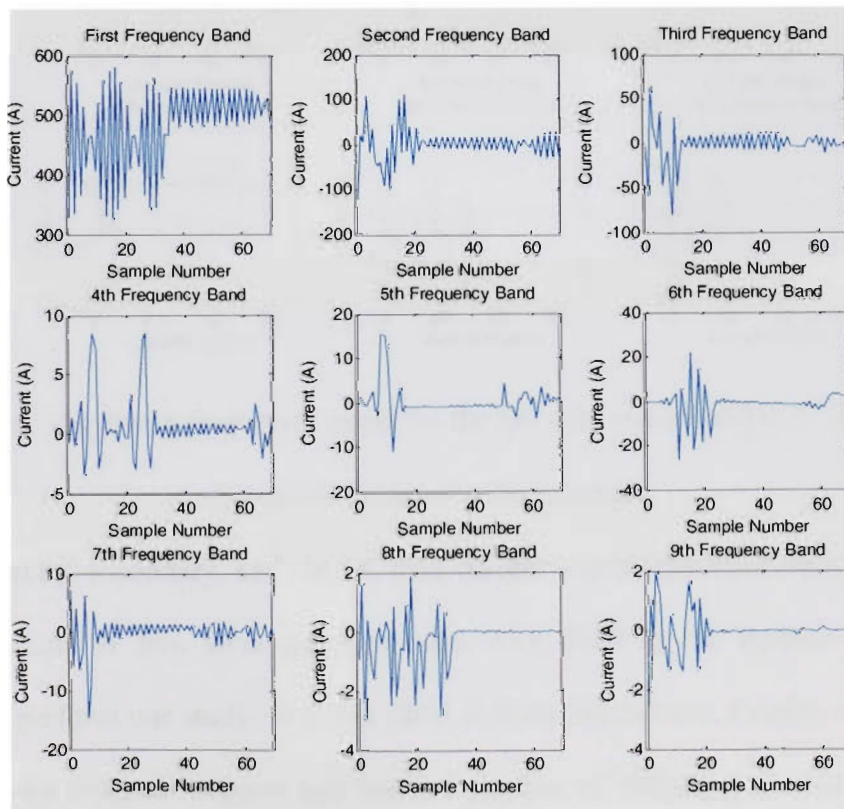 First Frequency Band
Second Frequency Band
Third Frequency Band
600
500
400
300
Current (A)
0 20 40 60
Sample Number
200
100
0
-100
-200
Current (A)
0 20 40 60
Sample Number
100
50
0
-50
-100
Current (A)
0 20 40 60
Sample Number
4th Frequency Band
5th Frequency Band
6th Frequency Band
10
5
0
-5
Current (A)
0 20 40 60
Sample Number
20
10
0
-10
-20
Current (A)
0 20 40 60
Sample Number
40
20
0
-20
-40
Current (A)
0 20 40 60
Sample Number
7th Frequency Band
8th Frequency Band
9th Frequency Band
10
0
-10
-20
Current (A)
0 20 40 60
Sample Number
2
0
-2
-4
Current (A)
0 20 40 60
Sample Number
2
0
-2
-4
Current (A)
0 20 40 60
Sample Number